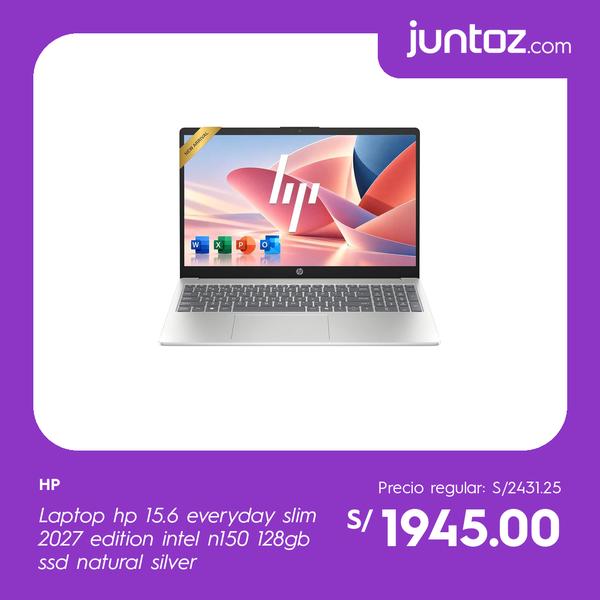 juntoz.com
NEW ARRIVAL
hp
W X P O
hp
HP
Laptop hp 15.6 everyday slim
2027 edition intel n150 128gb
ssd natural silver
Precio regular: S/2431.25
S/ 1945.00